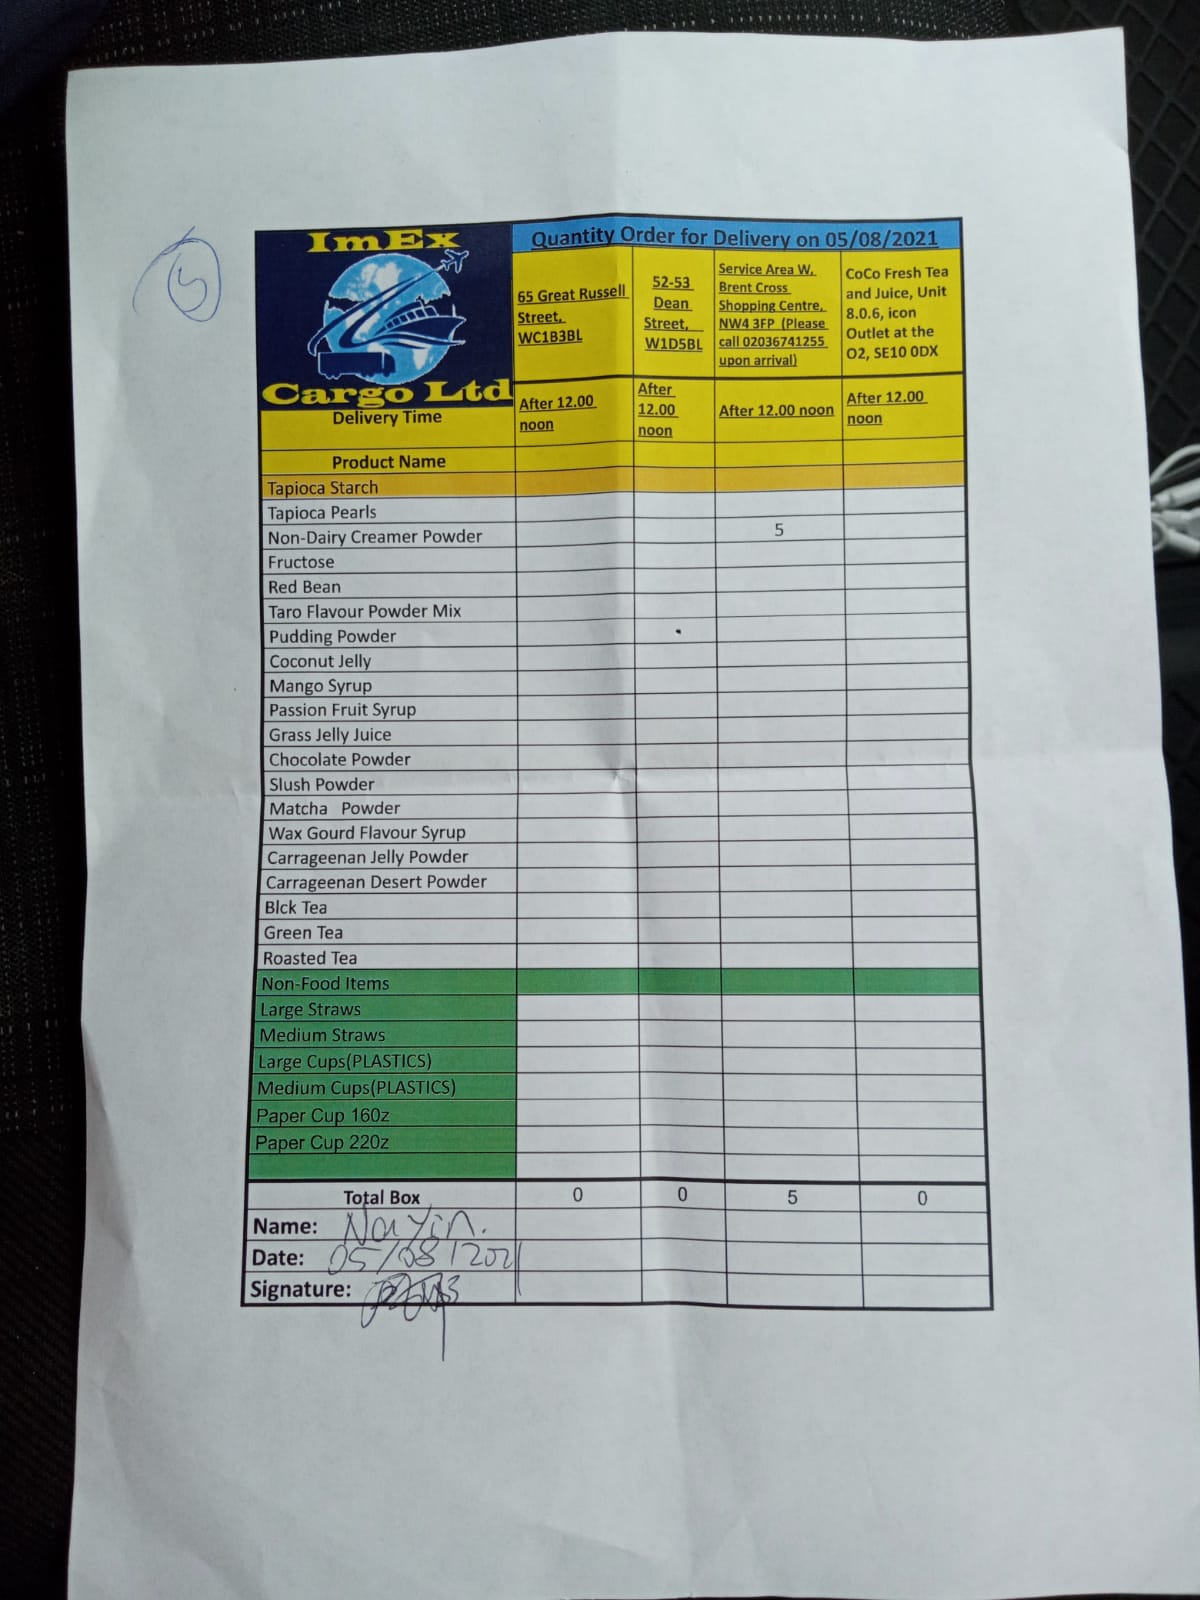 5
ImEx
Cargo Ltd
Quantity Order for Delivery on 05/08/2021
65 Great Russell
Street,
WC1B3BL
52-53
Dean
Street,
W1D5BL
Service Area W,
Brent Cross
Shopping Centre,
NW4 3FP (Please
call 02036741255
upon arrival)
CoCo Fresh Tea
and Juice, Unit
8.0.6, icon
Outlet at the
O2, SE10 0DX
Delivery Time
After 12.00
noon
After
12.00
noon
After 12.00 noon
After 12.00
noon
Product Name
Tapioca Starch
Tapioca Pearls
Non-Dairy Creamer Powder 5
Fructose
Red Bean
Taro Flavour Powder Mix
Pudding Powder
Coconut Jelly
Mango Syrup
Passion Fruit Syrup
Grass Jelly Juice
Chocolate Powder
Slush Powder
Matcha Powder
Wax Gourd Flavour Syrup
Carrageenan Jelly Powder
Carrageenan Desert Powder
Blck Tea
Green Tea
Roasted Tea
Non-Food Items
Large Straws
Medium Straws
Large Cups(PLASTICS)
Medium Cups(PLASTICS)
Paper Cup 160z
Paper Cup 220z
Total Box 0 0 5 0
Name:
Date: 05/08/2021
Signature: